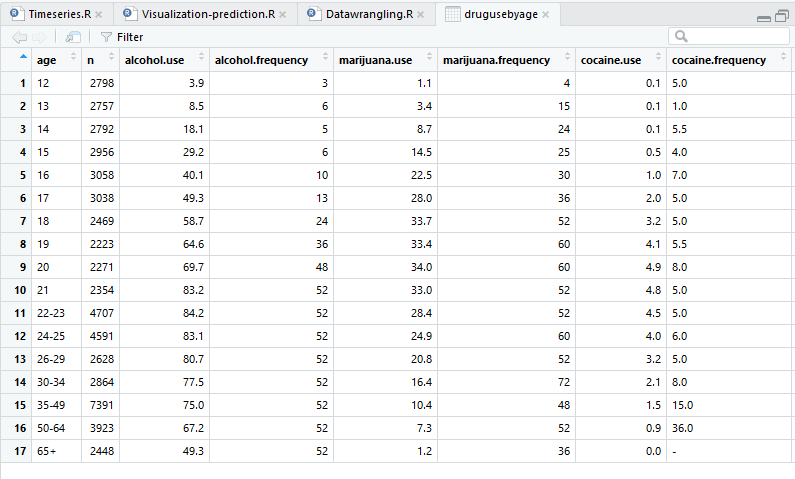 Timeseries.R Visualization-prediction.R Datawrangling.R drugusebyage
Filter
age n alcohol.use alcohol.frequency marijuana.use marijuana.frequency cocaine.use cocaine.frequency
1 12 2798 3.9 3 1.1 4 0.1 5.0
2 13 2757 8.5 6 3.4 15 0.1 1.0
3 14 2792 18.1 5 8.7 24 0.1 5.5
4 15 2956 29.2 6 14.5 25 0.5 4.0
5 16 3058 40.1 10 22.5 30 1.0 7.0
6 17 3038 49.3 13 28.0 36 2.0 5.0
7 18 2469 58.7 24 33.7 52 3.2 5.0
8 19 2223 64.6 36 33.4 60 4.1 5.5
9 20 2271 69.7 48 34.0 60 4.9 8.0
10 21 2354 83.2 52 33.0 52 4.8 5.0
11 22-23 4707 84.2 52 28.4 52 4.5 5.0
12 24-25 4591 83.1 52 24.9 60 4.0 6.0
13 26-29 2628 80.7 52 20.8 52 3.2 5.0
14 30-34 2864 77.5 52 16.4 72 2.1 8.0
15 35-49 7391 75.0 52 10.4 48 1.5 15.0
16 50-64 3923 67.2 52 7.3 52 0.9 36.0
17 65+ 2448 49.3 52 1.2 36 0.0 -